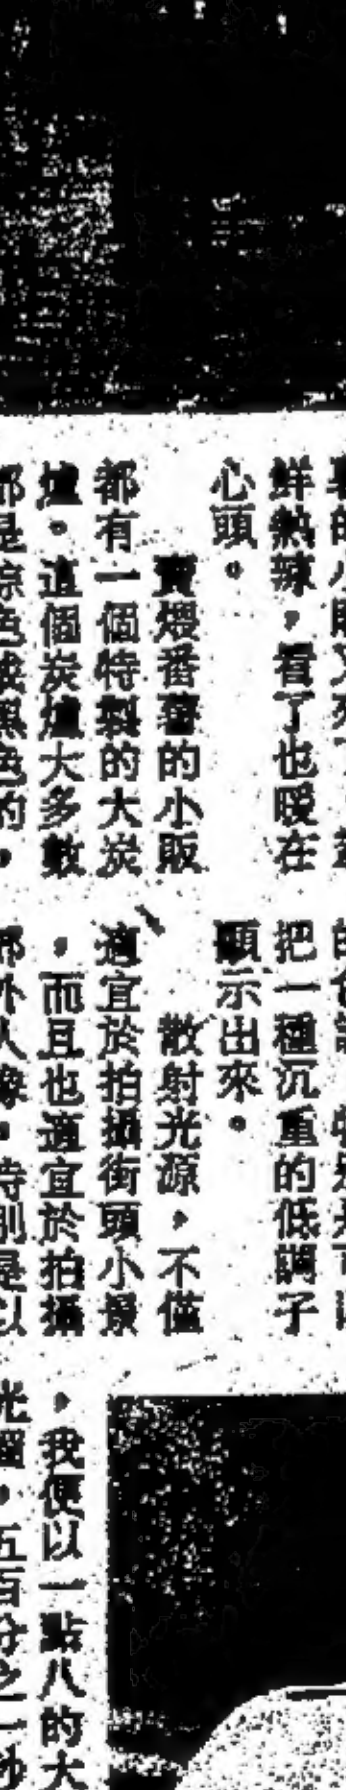 鮮熱辣，看了也暖在
心頭。
賣煨番薯的小販
都有一個特製的大炭
爐。這個炭爐大多數
都是棕色或黑色的，
把一種沉重的低調子
顯示出來。
散射光源，不僅
適宜於拍攝街頭小景
，而且也適宜於拍攝
部外人像，特別是以
，我便以一點八的大
光圈，五百分之一秒